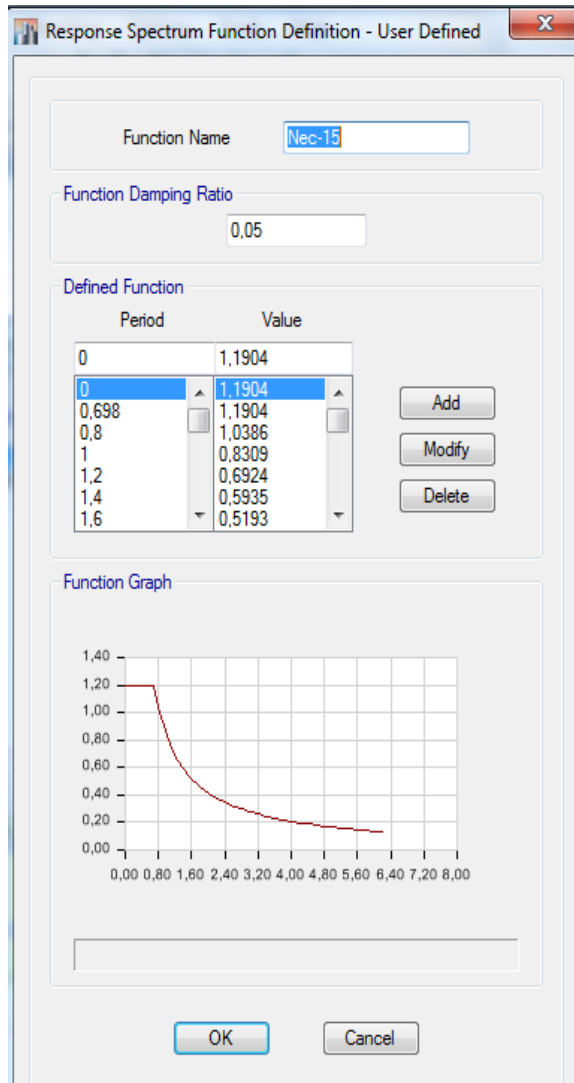 Response Spectrum Function Definition - User Defined
Function Name Nec-15
Function Damping Ratio
0,05
Defined Function
Period Value
0 1,1904
0 1,1904
0,698 1,1904
0,8 1,0386
1 0,8309
1,2 0,6924
1,4 0,5935
1,6 0,5193
Add
Modify
Delete
Function Graph
1,40
1,20
1,00
0,80
0,60
0,40
0,20
0,00
0,00 0,80 1,60 2,40 3,20 4,00 4,80 5,60 6,40 7,20 8,00
OK Cancel